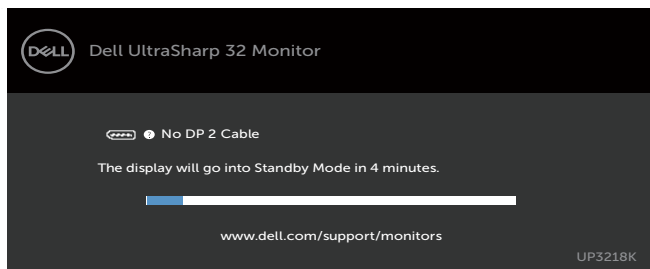 DELL Dell UltraSharp 32 Monitor
? No DP 2 Cable
The display will go into Standby Mode in 4 minutes.
www.dell.com/support/monitors
UP3218K